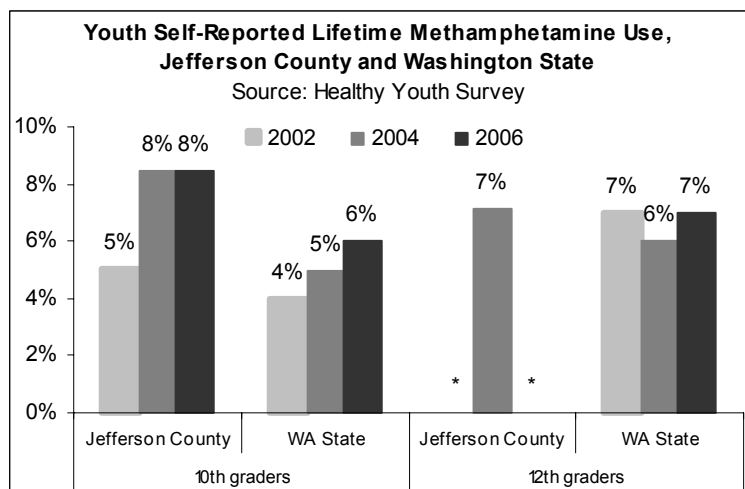 Youth Self-Reported Lifetime Methamphetamine Use,
Jefferson County and Washington State
Source: Healthy Youth Survey
10%
8%
6%
4%
2%
0%
2002 2004 2006
5% 8% 8%
4% 5% 6%
* 7% *
7% 6% 7%
Jefferson County WA State Jefferson County WA State
10th graders 12th graders